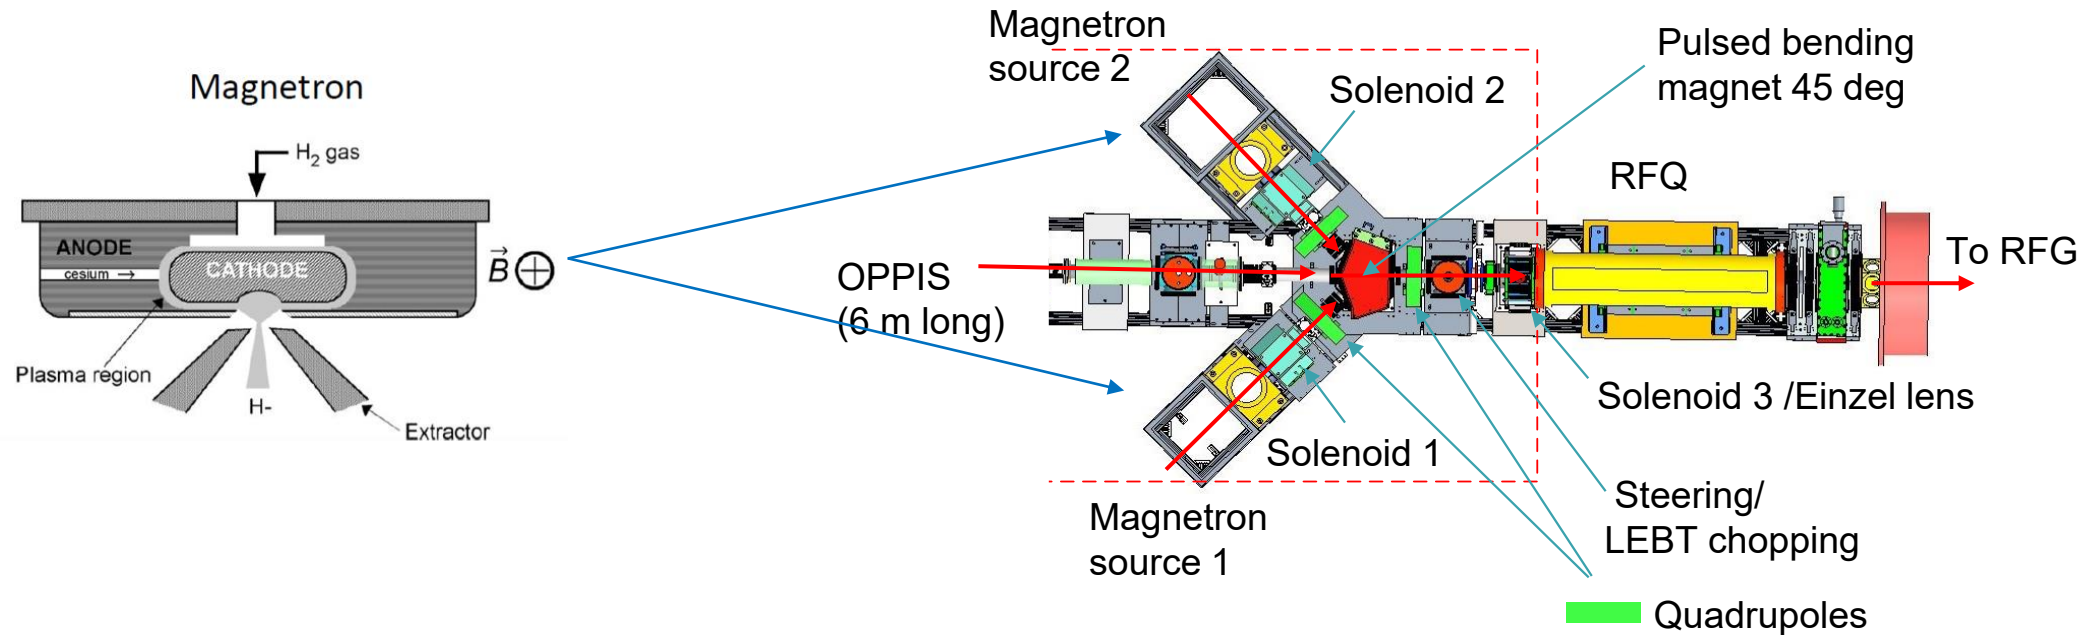 Magnetron
H2 gas
ANODE
cesium →
CATHODE
B
Plasma region
H-
Extractor
Magnetron
source 2
Solenoid 2
Pulsed bending
magnet 45 deg
RFQ
OPPIS
(6 m long)
To RFG
Solenoid 3 /Einzel lens
Solenoid 1
Steering/
LEBT chopping
Magnetron
source 1
Quadrupoles